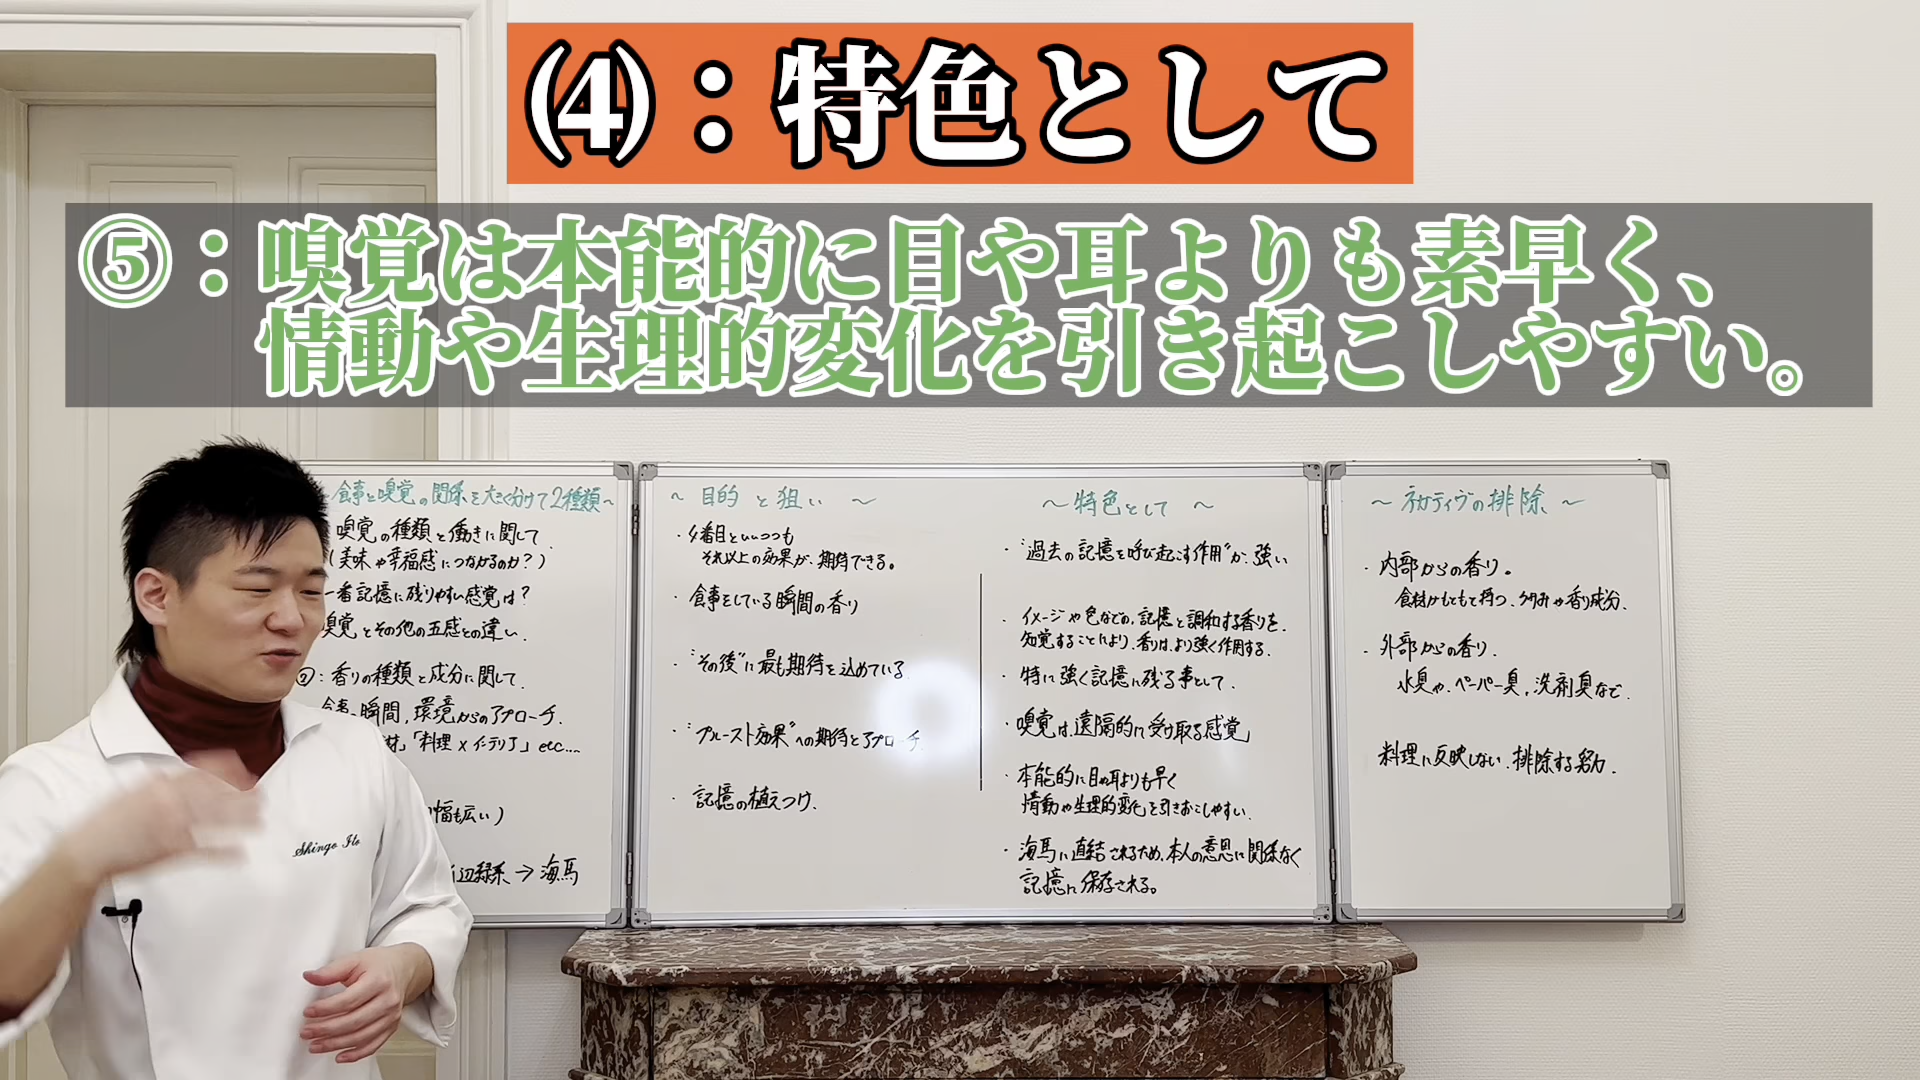 ⑷：特色として
⑤：嗅覚は本能的に目や耳よりも素早く、
情動や生理的変化を引き起こしやすい。
食事と嗅覚の関係を大きく分けて2種類～
嗅覚の種類と働きに関して
(美味や幸福感につながるのか?)
一番記憶に残りやすい感覚は?
嗅覚とその他の五感との違い.
②:香りの種類と成分に関して.
瞬間,環境からのアプローチ.
材」「料理×インテリア」etc....
幅も広い)
辺縁系→海馬
Shingo Ito
～目的と狙い～
・4番目といいつつも
それ以上の効果が、期待できる。
・食事をしている瞬間の香り
・"その後"に最も期待を込めている
・"プルースト効果"への期待とアプローチ.
・記憶の植えつけ.
～特色として～
・"過去の記憶を呼び起こす作用"が、強い
・イメージや色などの,記憶と調和する香りを.
知覚することにより,香りは,より強く作用する.
・特に強く記憶に残る事として.
・嗅覚は,遠隔的に受け取る感覚」
・本能的に目や耳よりも早く
情動や生理的変化を引きおこしやすい.
・海馬に直結されるため,本人の意思に関係なく
記憶に保存される。
～ネガティヴの排除～
・内部からの香り。
食材がもともと持つ,香り成分.
・外部からの香り.
水臭や、ペーパー臭,洗剤臭など.
料理に反映しない.排除する努力.